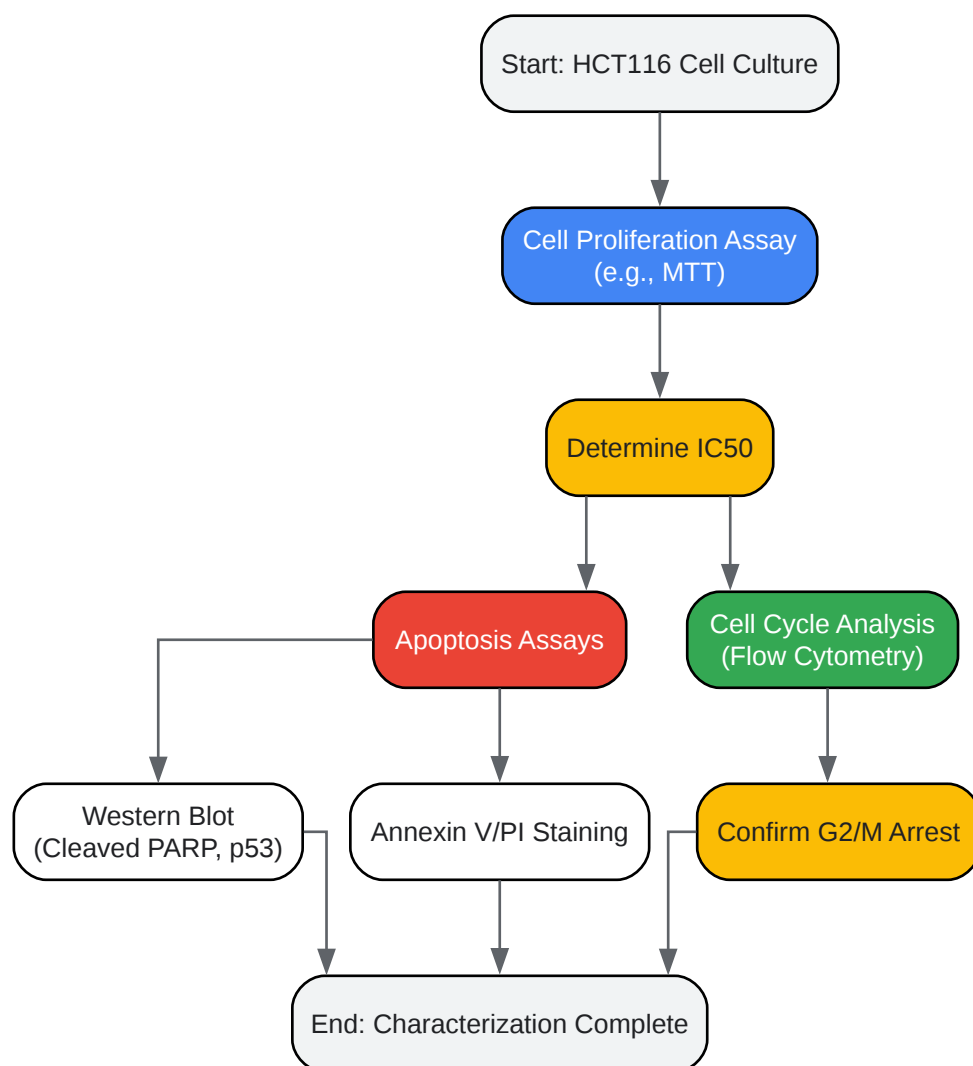 Start: HCT116 Cell Culture
Cell Proliferation Assay
(e.g., MTT)
Determine IC50
Apoptosis Assays
Cell Cycle Analysis
(Flow Cytometry)
Western Blot
(Cleaved PARP, p53)
Annexin V/PI Staining
Confirm G2/M Arrest
End: Characterization Complete